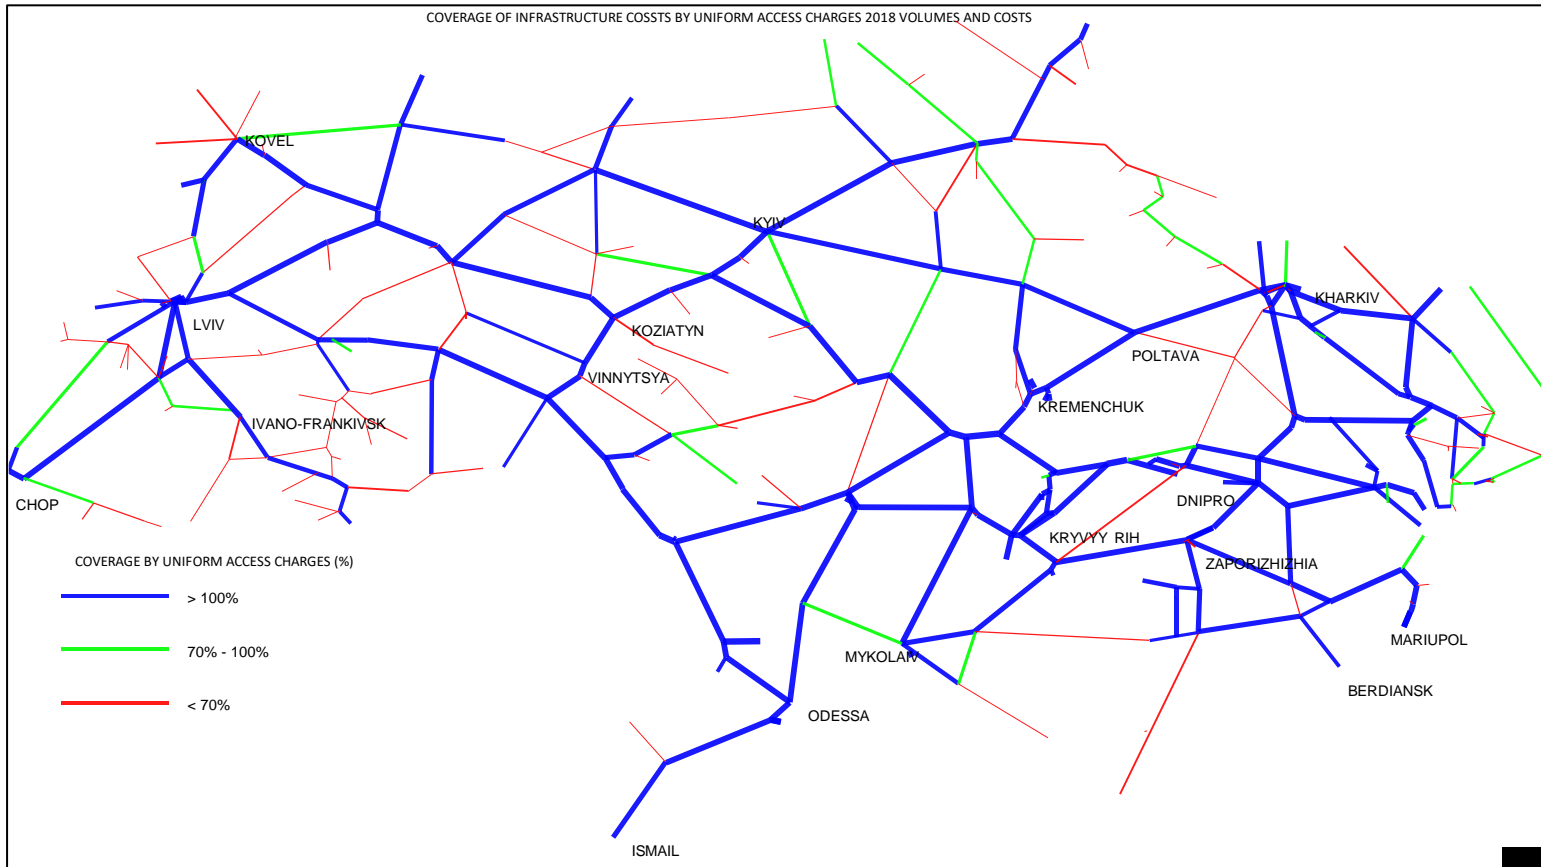 COVERAGE OF INFRASTRUCTURE COSSTS BY UNIFORM ACCESS CHARGES 2018 VOLUMES AND COSTS
KOVEL
KYIV
KHARKIV
LVIV
KOZIATYN
POLTAVA
VINNYTSYA
KREMENCHUK
IVANO-FRANKIVSK
CHOP
DNIPRO
KRYVYY RIH
ZAPORIZHIZHIA
COVERAGE BY UNIFORM ACCESS CHARGES (%)
> 100%
70% - 100%
< 70%
MARIUPOL
MYKOLAIV
BERDIANSK
ODESSA
ISMAIL